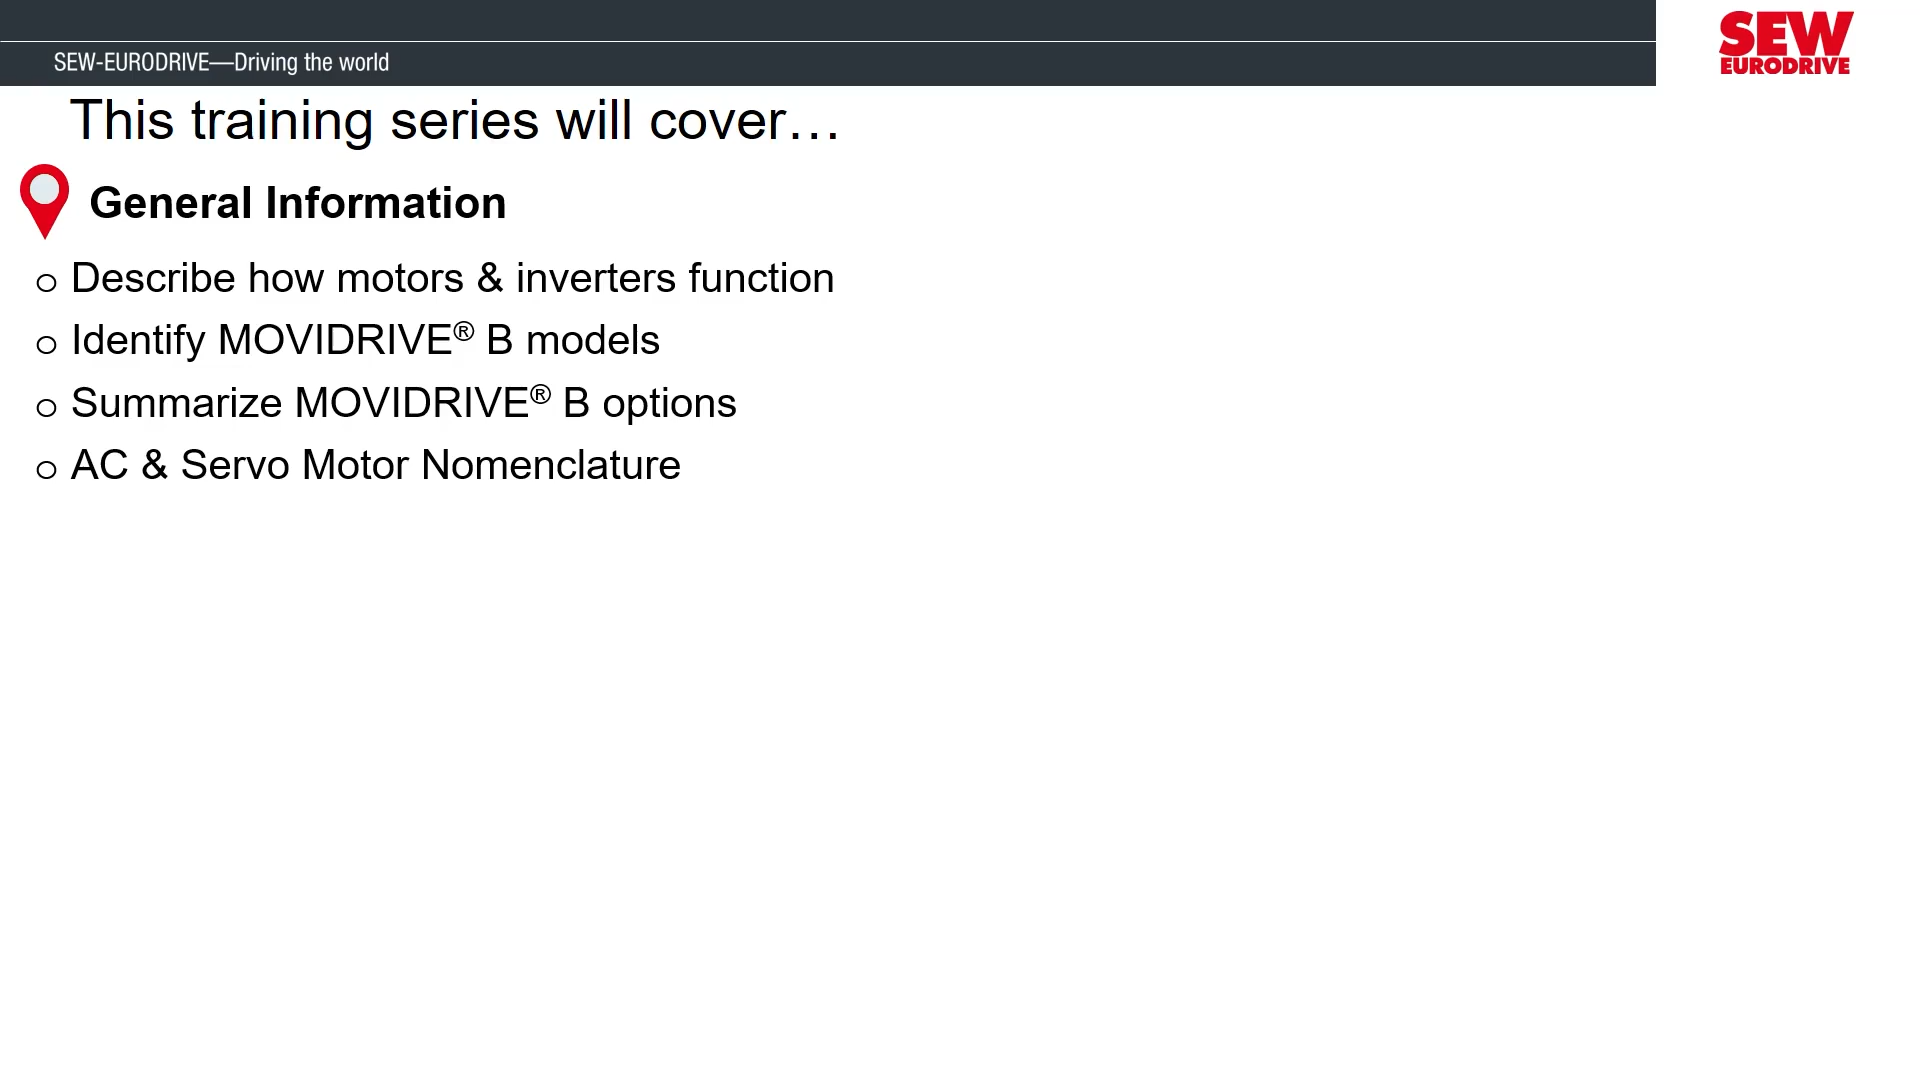 SEW-EURODRIVE—Driving the world
SEW
EURODRIVE
This training series will cover…
General Information
o Describe how motors & inverters function
o Identify MOVIDRIVE® B models
o Summarize MOVIDRIVE® B options
o AC & Servo Motor Nomenclature